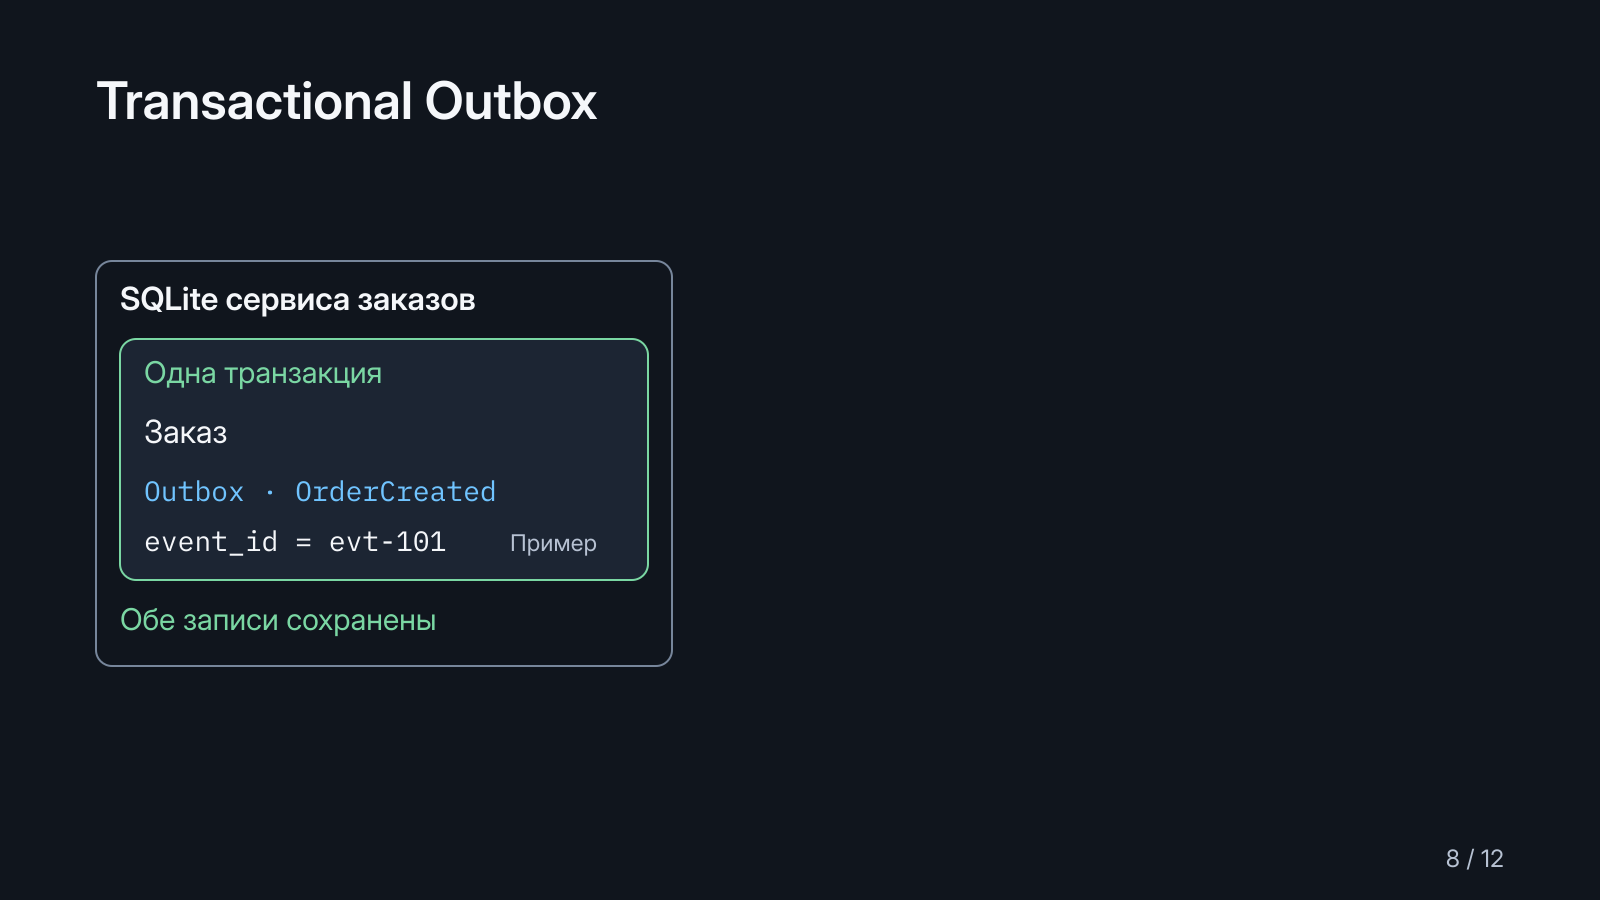 Transactional Outbox
SQLite сервиса заказов
Одна транзакция
Заказ
Outbox · OrderCreated
event_id = evt-101 Пример
Обе записи сохранены
8 / 12